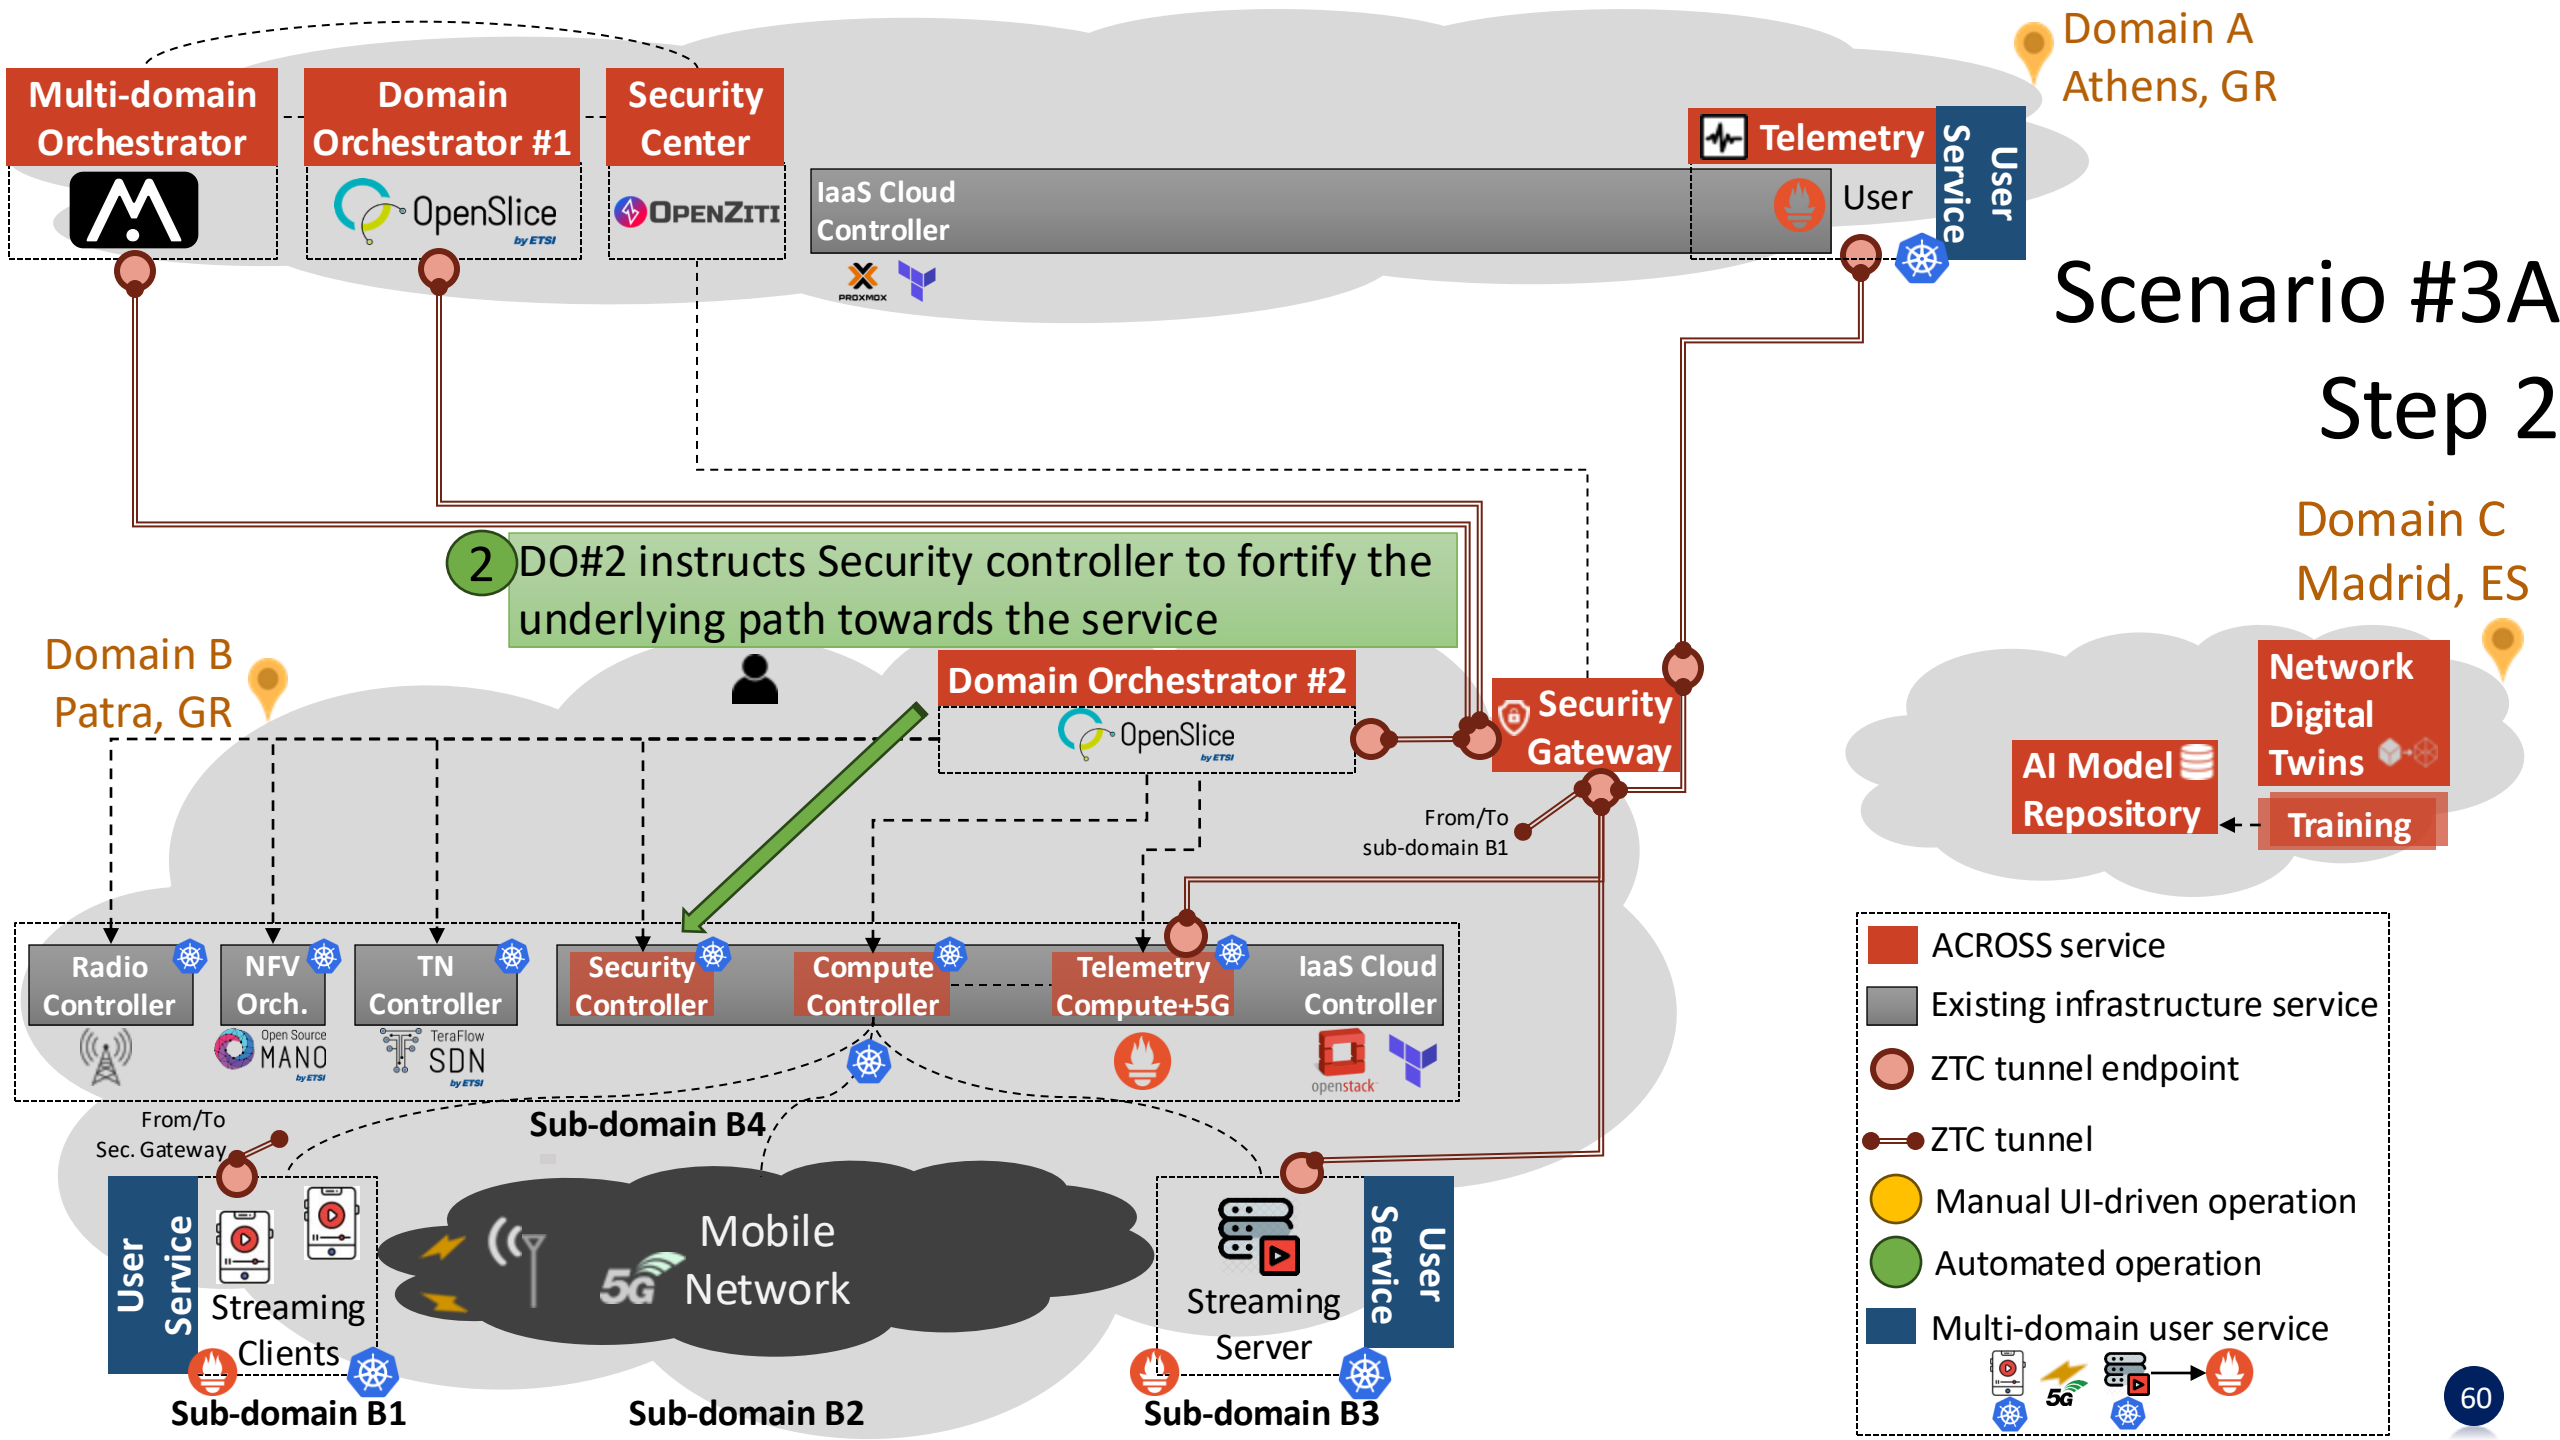 Domain A
Athens, GR
Multi-domain
Orchestrator
Domain
Orchestrator #1
OpenSlice
by ETSI
Security
Center
OPENZITI
IaaS Cloud
Controller
PROXMOX
Telemetry
User
User
Service
Scenario #3A
Step 2
2
DO#2 instructs Security controller to fortify the
underlying path towards the service
Domain C
Madrid, ES
Network
Digital
Twins
AI Model
Repository
Training
Domain B
Patra, GR
Domain Orchestrator #2
OpenSlice
by ETSI
Security
Gateway
From/To
sub-domain B1
Radio
Controller
NFV
Orch.
Open Source
MANO
by ETSI
TN
Controller
TeraFlow
SDN
by ETSI
Security
Controller
Compute
Controller
Telemetry
Compute+5G
IaaS Cloud
Controller
openstack
Sub-domain B4
From/To
Sec. Gateway
User
Service
Streaming
Clients
Sub-domain B1
5G
Mobile
Network
Sub-domain B2
Streaming
Server
User
Service
Sub-domain B3
ACROSS service
Existing infrastructure service
ZTC tunnel endpoint
ZTC tunnel
Manual UI-driven operation
Automated operation
Multi-domain user service
5G
60